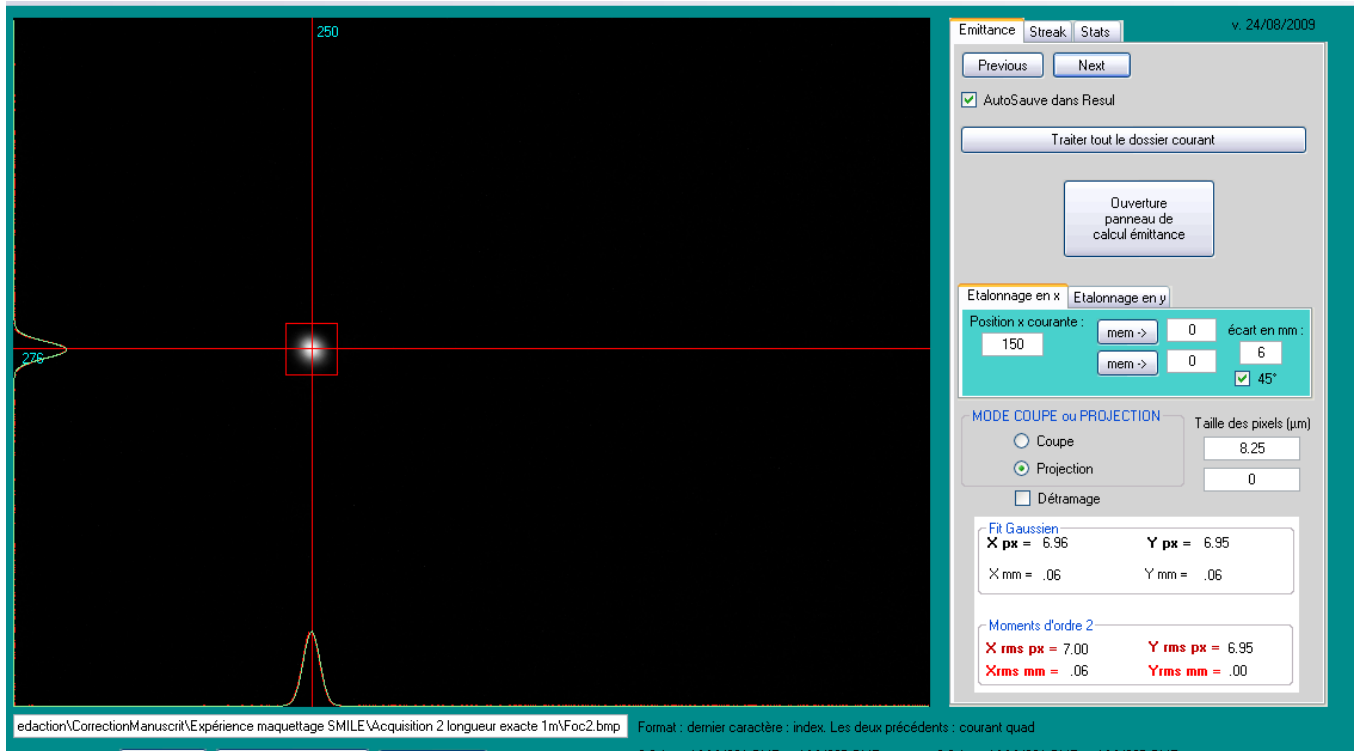 250
276
v. 24/08/2009
Emittance Streak Stats
Previous Next
AutoSauve dans Resul
Traiter tout le dossier courant
Ouverture
panneau de
calcul émittance
Etalonnage en x Etalonnage en y
Position x courante :
150
mem -> 0
mem -> 0
écart en mm :
6
45°
MODE COUPE ou PROJECTION
Coupe
Projection
Détramage
Taille des pixels (µm)
8.25
0
Fit Gaussien
X px = 6.96 Y px = 6.95
X mm = .06 Y mm = .06
Moments d'ordre 2
X rms px = 7.00 Y rms px = 6.95
Xrms mm = .06 Yrms mm = .00
edaction\CorrectionManuscrit\Expérience maquettage SMILE\Acquisition 2 longueur exacte 1m\Foc2.bmp
Format : dernier caractère : index. Les deux précédents : courant quad